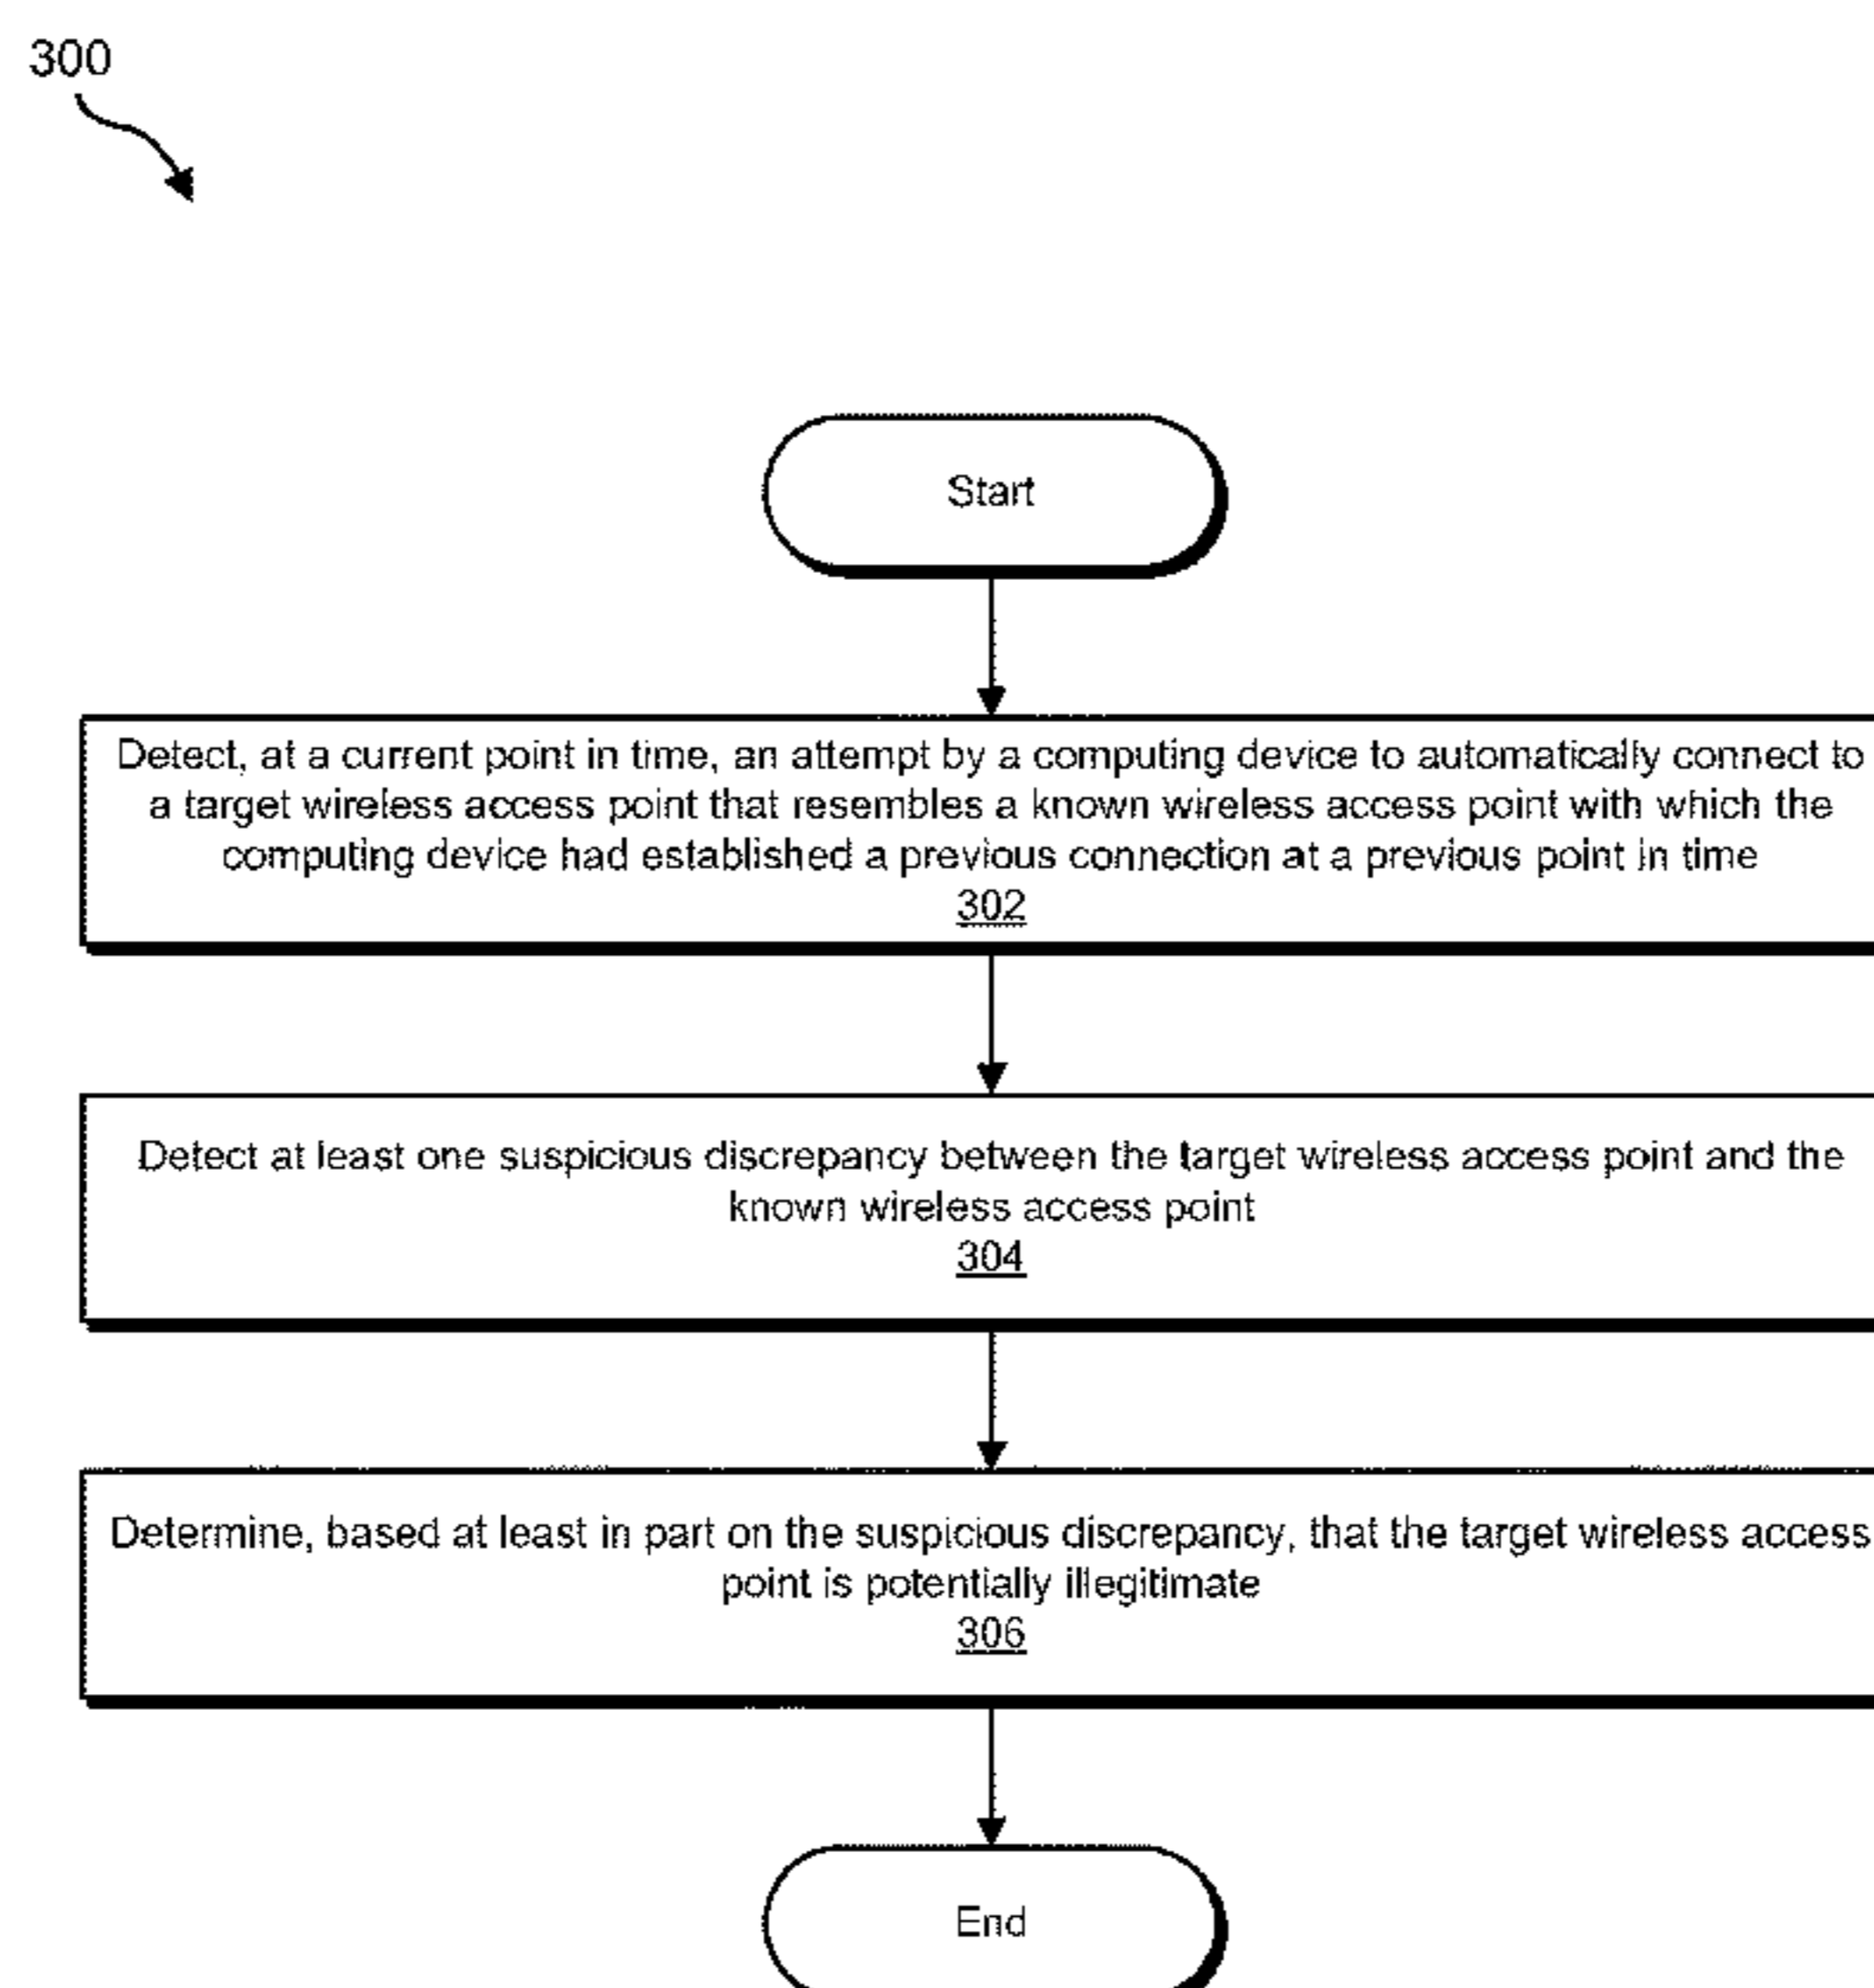 300
Start
Detect, at a current point in time, an attempt by a computing device to automatically connect to
a target wireless access point that resembles a known wireless access point with which the
computing device had established a previous connection at a previous point in time
302
Detect at least one suspicious discrepancy between the target wireless access point and the
known wireless access point
304
Determine, based at least in part on the suspicious discrepancy, that the target wireless access
point is potentially illegitimate
306
End